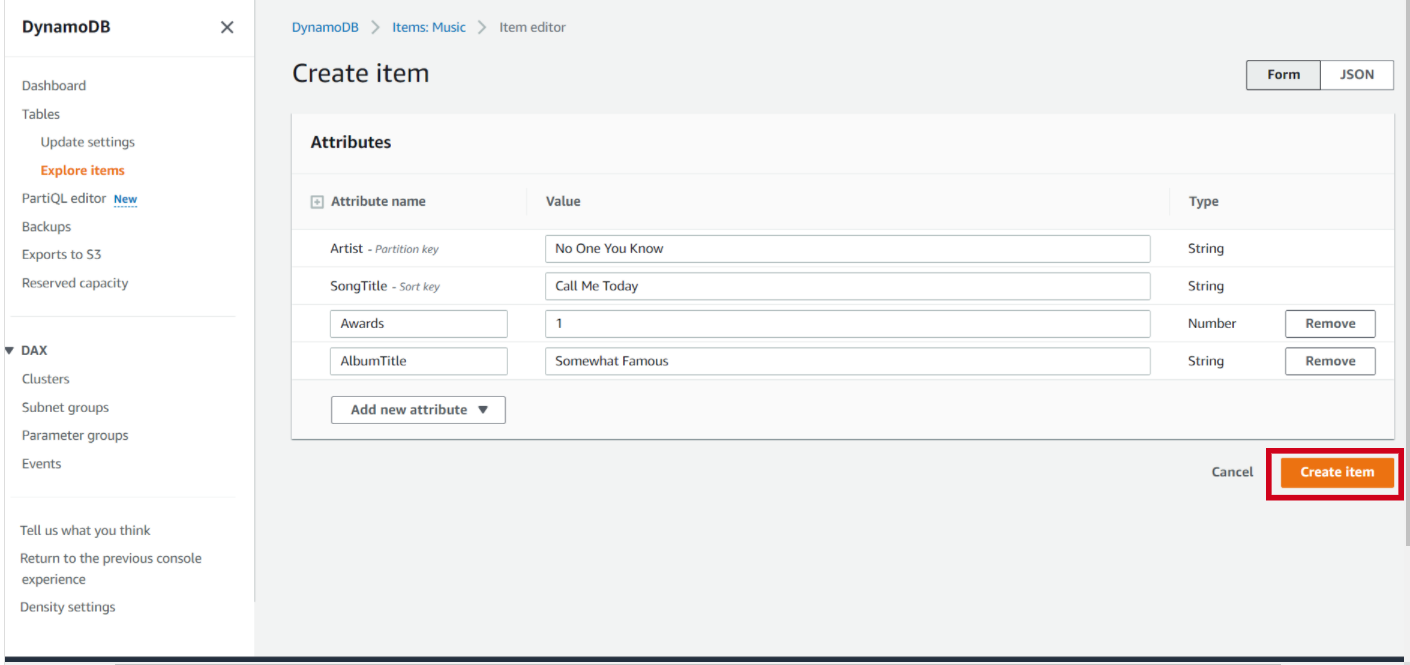 DynamoDB
Dashboard
Tables
Update settings
Explore items
PartiQL editor New
Backups
Exports to S3
Reserved capacity
DAX
Clusters
Subnet groups
Parameter groups
Events
Tell us what you think
Return to the previous console
experience
Density settings
DynamoDB > Items: Music > Item editor
Create item
Form JSON
Attributes
Attribute name Value Type
Artist - Partition key No One You Know String
SongTitle - Sort key Call Me Today String
Awards 1 Number Remove
AlbumTitle Somewhat Famous String Remove
Add new attribute
Cancel Create item